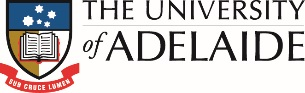 THE UNIVERSITY
of ADELAIDE
SUB CRUCE LUMEN